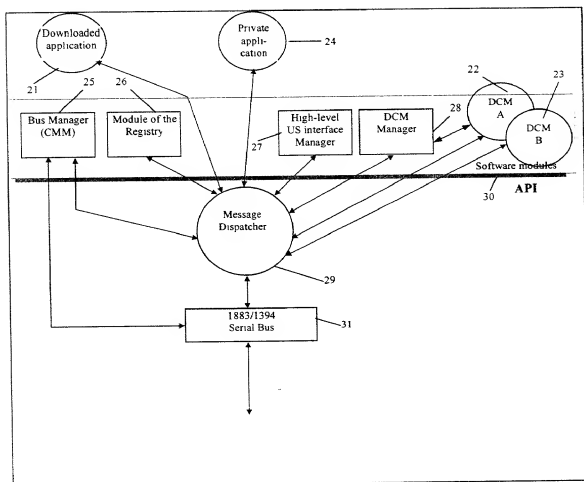 Downloaded
application
21
Private
appli-
cation
24
25
26
22
23
Bus Manager
(CMM)
Module of the
Registry
High-level
US interface
Manager
27
DCM
Manager
28
DCM
A
DCM
B
Software modules
30
API
Message
Dispatcher
29
1883/1394
Serial Bus
31